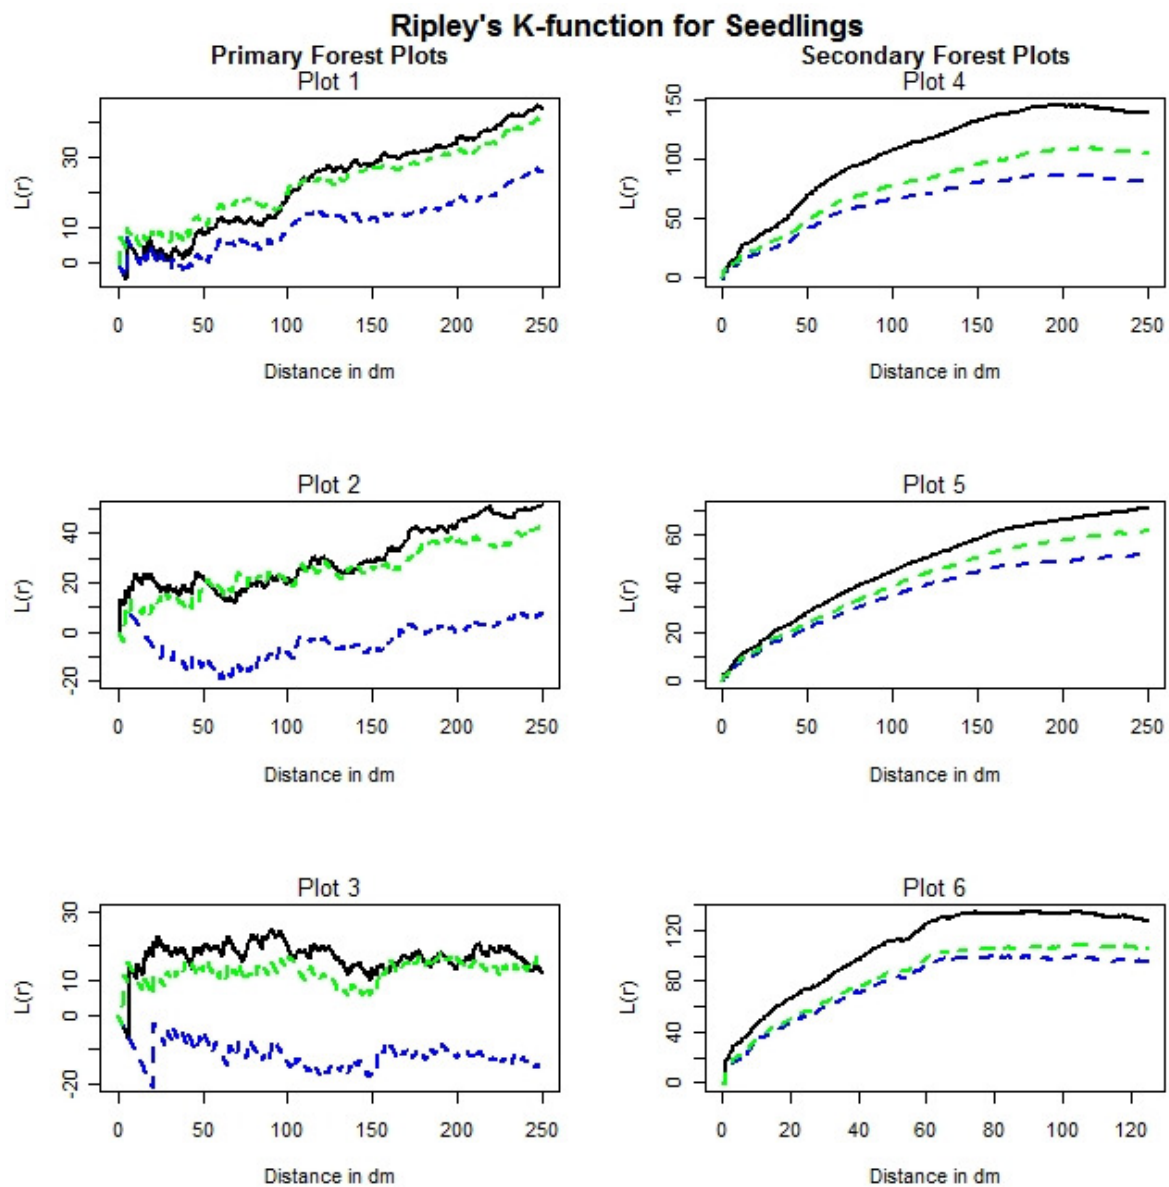 Ripley's K-function for Seedlings
Primary Forest Plots
Secondary Forest Plots
Plot 1
L(r)
0 10 30
0 50 100 150 200 250
Distance in dm
Plot 4
L(r)
0 50 100 150
0 50 100 150 200 250
Distance in dm
Plot 2
L(r)
-20 0 20 40
0 50 100 150 200 250
Distance in dm
Plot 5
L(r)
0 20 40 60
0 50 100 150 200 250
Distance in dm
Plot 3
L(r)
-20 0 10 30
0 50 100 150 200 250
Distance in dm
Plot 6
L(r)
0 40 80 120
0 20 40 60 80 100 120
Distance in dm